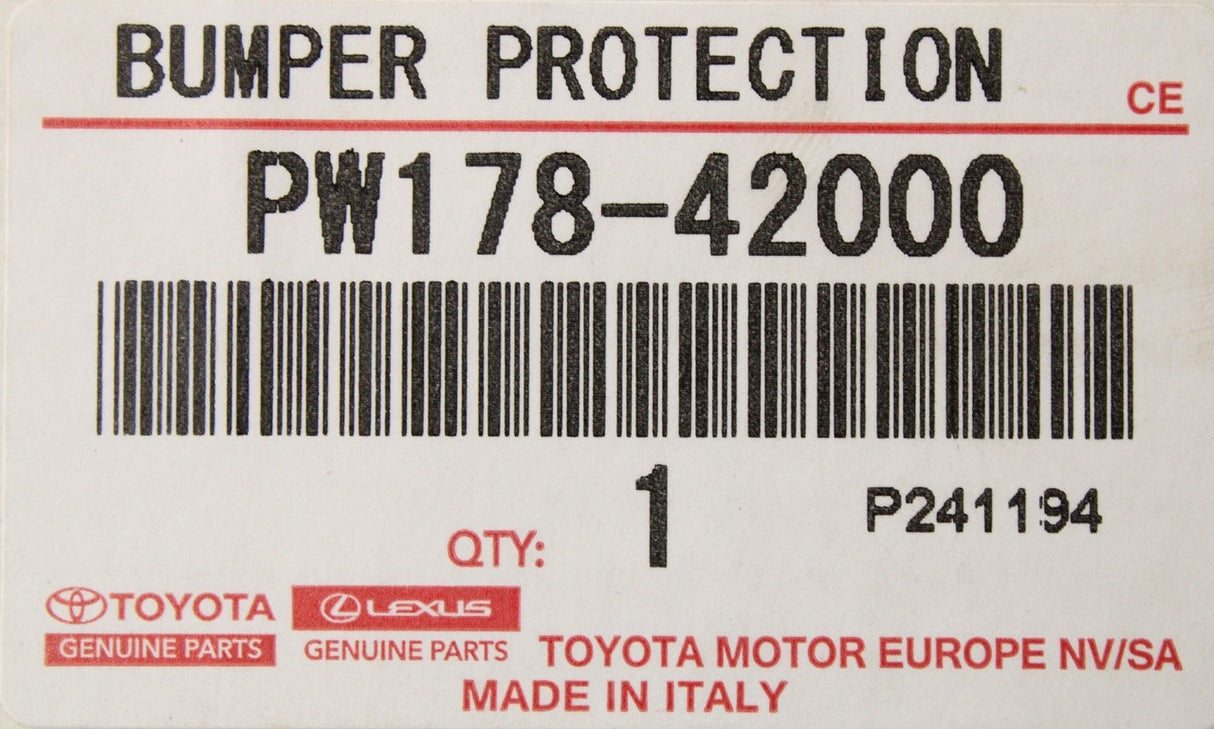 BUMPER PROTECTION
CE
PW178-42000
1
P241194
QTY:
TOYOTA
LEXUS
GENUINE PARTS
GENUINE PARTS
TOYOTA MOTOR EUROPE NV/SA
MADE IN ITALY